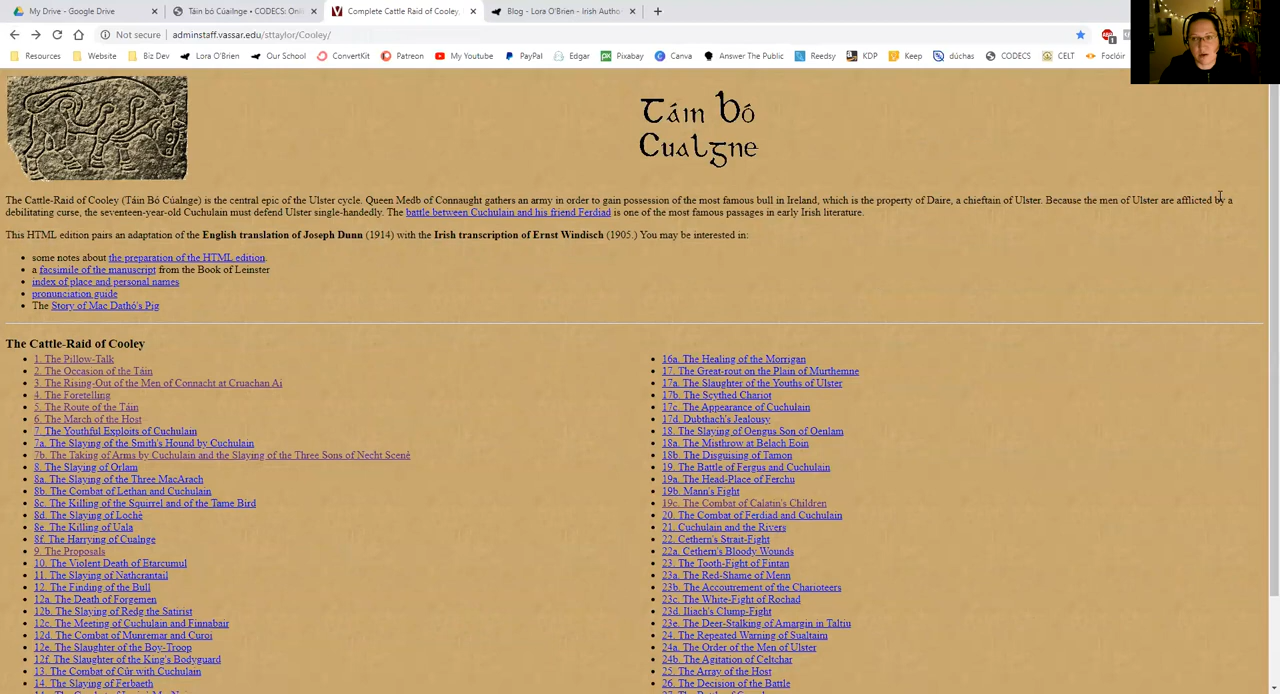 My Drive - Google Drive
Táin bó Cúailnge • CODECS: Onli
Complete Cattle Raid of Cooley
Blog - Lora O'Brien - Irish Autho
Not secure | adminstaff.vassar.edu/sttaylor/Cooley/
Resources Website Biz Dev Lora O'Brien Our School ConvertKit Patreon My Youtube PayPal Edgar Pixabay Canva Answer The Public Reedsy KDP Keep dúchas CODECS CELT Foclóir
Táin bó
Cualgne
The Cattle-Raid of Cooley (Táin Bó Cúalnge) is the central epic of the Ulster cycle. Queen Medb of Connaught gathers an army in order to gain possession of the most famous bull in Ireland, which is the property of Daire, a chieftain of Ulster. Because the men of Ulster are afflicted by a
debilitating curse, the seventeen-year-old Cuchulain must defend Ulster single-handedly. The battle between Cuchulain and his friend Ferdiad is one of the most famous passages in early Irish literature.
This HTML edition pairs an adaptation of the English translation of Joseph Dunn (1914) with the Irish transcription of Ernst Windisch (1905.) You may be interested in:
some notes about the preparation of the HTML edition.
a facsimile of the manuscript from the Book of Leinster
index of place and personal names
pronunciation guide
The Story of Mac Dathó's Pig
The Cattle-Raid of Cooley
1. The Pillow-Talk
2. The Occasion of the Táin
3. The Rising-Out of the Men of Connacht at Cruachan Ai
4. The Foretelling
5. The Route of the Táin
6. The March of the Host
7. The Youthful Exploits of Cuchulain
7a. The Slaying of the Smith's Hound by Cuchulain
7b. The Taking of Arms by Cuchulain and the Slaying of the Three Sons of Necht Scenè
8. The Slaying of Orlam
8a. The Slaying of the Three MacArach
8b. The Combat of Lethan and Cuchulain
8c. The Killing of the Squirrel and of the Tame Bird
8d. The Slaying of Lochè
8e. The Killing of Uala
8f. The Harrying of Cualnge
9. The Proposals
10. The Violent Death of Etarcumul
11. The Slaying of Nathcrantail
12. The Finding of the Bull
12a. The Death of Forgemen
12b. The Slaying of Redg the Satirist
12c. The Meeting of Cuchulain and Finnabair
12d. The Combat of Munremar and Curoi
12e. The Slaughter of the Boy-Troop
12f. The Slaughter of the King's Bodyguard
13. The Combat of Cûr with Cuchulain
14. The Slaying of Ferbaeth
16a. The Healing of the Morrigan
17. The Great-rout on the Plain of Murthemne
17a. The Slaughter of the Youths of Ulster
17b. The Scythed Chariot
17c. The Appearance of Cuchulain
17d. Dubthach's Jealousy
18. The Slaying of Oengus Son of Oenlam
18a. The Misthrow at Belach Eoin
18b. The Disguising of Tamon
19. The Battle of Fergus and Cuchulain
19a. The Head-Place of Ferchu
19b. Mann's Fight
19c. The Combat of Calatin's Children
20. The Combat of Ferdiad and Cuchulain
21. Cuchulain and the Rivers
22. Cethern's Strait-Fight
22a. Cethern's Bloody Wounds
23. The Tooth-Fight of Fintan
23a. The Red-Shame of Menn
23b. The Accoutrement of the Charioteers
23c. The White-Fight of Rochad
23d. Iliach's Clump-Fight
23e. The Deer-Stalking of Amargin in Taltiu
24. The Repeated Warning of Sualtaim
24a. The Order of the Men of Ulster
24b. The Agitation of Celtchar
25. The Array of the Host
26. The Decision of the Battle